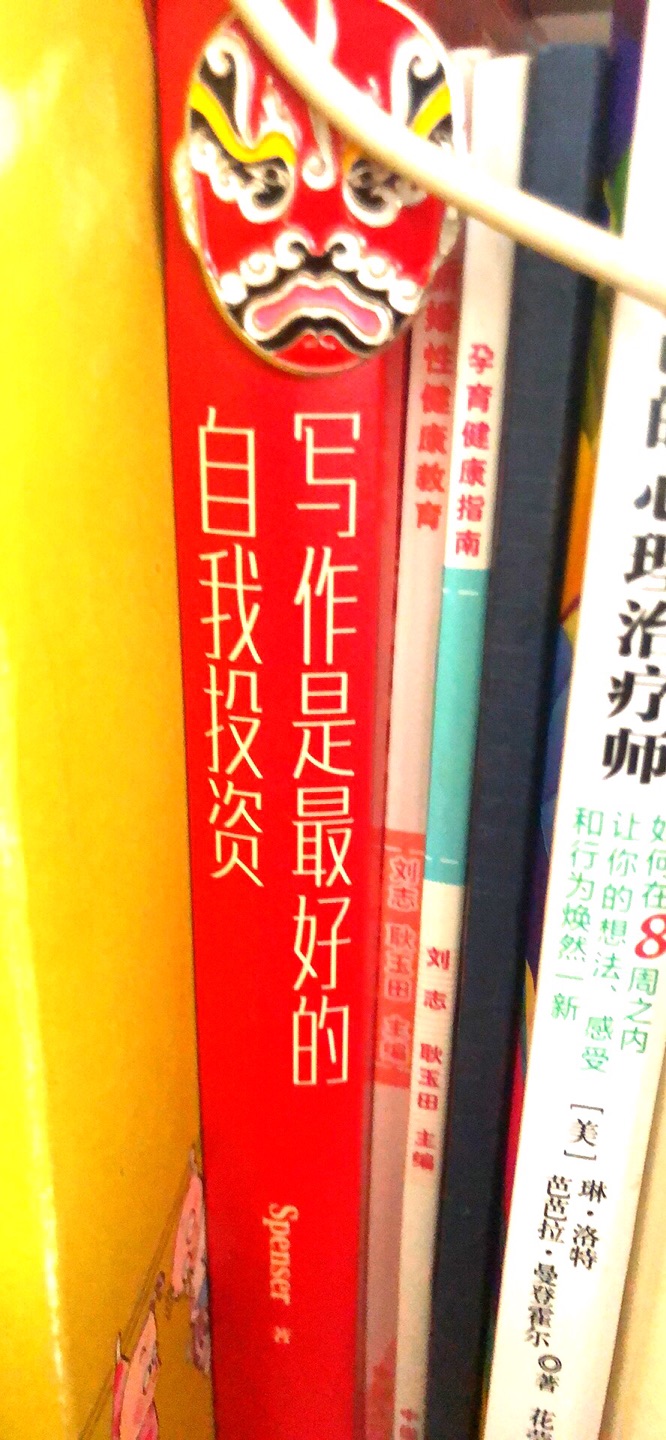 写作是最好的
自我投资
Spenser 著
性健康教育
刘志 耿玉田 主编
孕育健康指南
刘志 耿玉田 主编
的心理治疗师
如何在8周之内
让你的想法、感受
和行为焕然一新
[美] 琳·洛特
芭芭拉·曼登霍尔◎著 花